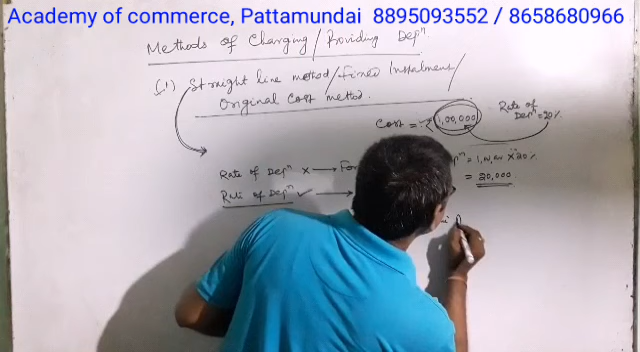 Academy of commerce, Pattamundai 8895093552 / 8658680966
Methods of Charging/Providing Depⁿ
(1) Straight line method/Fixed Instalment/
Original Cost method.
Cost = ₹ 1,00,000
Rate of
Depⁿ = 20%
Rate of Depⁿ x → For
pⁿ = 1,00,000 x 20%
Rate of Depⁿ ✓ →
= 20,000